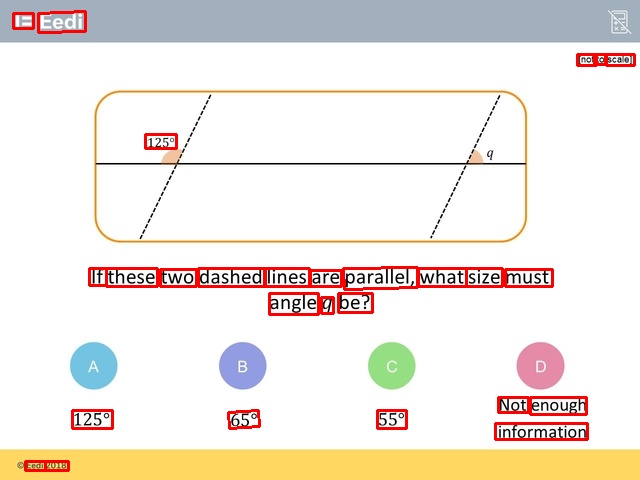 Eedi
[not to scale]
125°
q
If these two dashed lines are parallel, what size must
angle q be?
A
B
C
D
125°
65°
55°
Not enough
information
© Eedi 2018